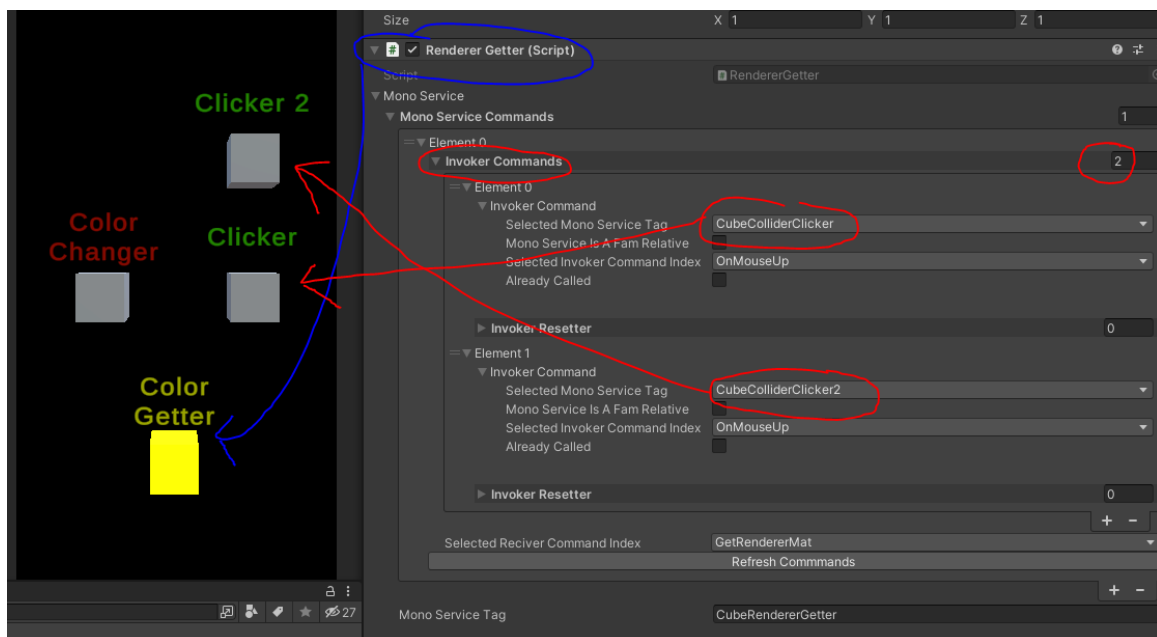 Clicker 2
Color
Changer
Clicker
Color
Getter
27
Size X 1 Y 1 Z 1
# Renderer Getter (Script)
Script # RendererGetter
Mono Service
Mono Service Commands 1
Element 0
Invoker Commands 2
Element 0
Invoker Command
Selected Mono Service Tag CubeColliderClicker
Mono Service Is A Fam Relative
Selected Invoker Command Index OnMouseUp
Already Called
Invoker Resetter 0
Element 1
Invoker Command
Selected Mono Service Tag CubeColliderClicker2
Mono Service Is A Fam Relative
Selected Invoker Command Index OnMouseUp
Already Called
Invoker Resetter 0
+ -
Selected Reciver Command Index GetRendererMat
Refresh Commmands
+ -
Mono Service Tag CubeRendererGetter